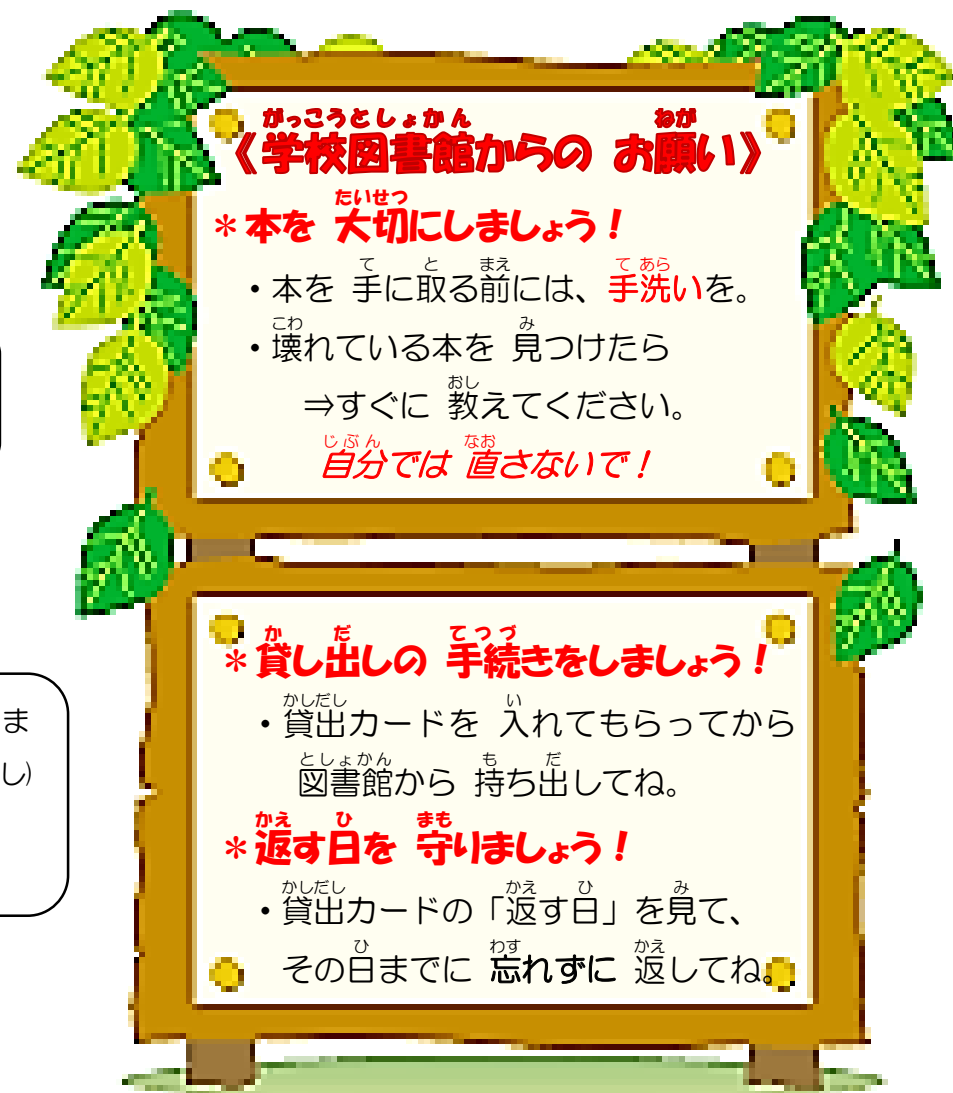 《学校図書館からの お願い》
＊本を 大切にしましょう！
・本を 手に取る前には、手洗いを。
・壊れている本を 見つけたら
⇒すぐに 教えてください。
自分では 直さないで！
＊貸し出しの 手続きをしましょう！
・貸出カードを 入れてもらってから
図書館から 持ち出してね。
＊返す日を 守りましょう！
・貸出カードの「返す日」を見て、
その日までに 忘れずに 返してね。
ま
し）